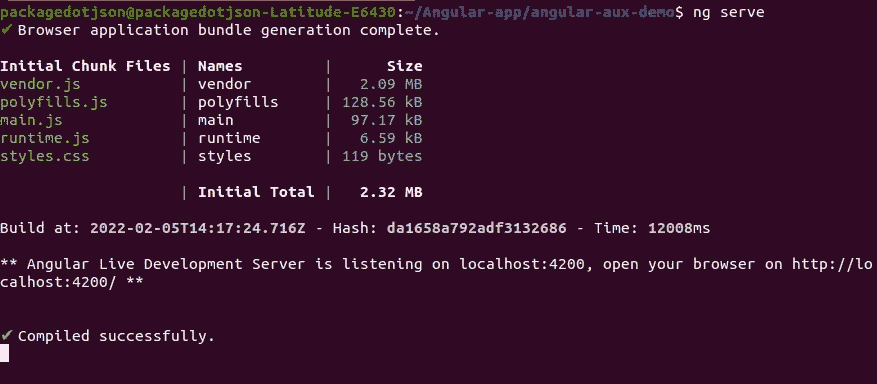 packagedotjson@packagedotjson-Latitude-E6430:~/Angular-app/angular-aux-demo$ ng serve
✔ Browser application bundle generation complete.
Initial Chunk Files | Names         |      Size
vendor.js           | vendor        |   2.09 MB
polyfills.js        | polyfills     | 128.56 kB
main.js             | main          |  97.17 kB
runtime.js          | runtime       |   6.59 kB
styles.css          | styles        | 119 bytes
                    | Initial Total |   2.32 MB
Build at: 2022-02-05T14:17:24.716Z - Hash: da1658a792adf3132686 - Time: 12008ms
** Angular Live Development Server is listening on localhost:4200, open your browser on http://lo
calhost:4200/ **
✔ Compiled successfully.